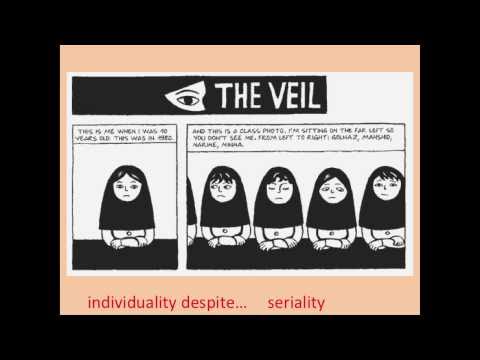 THE VEIL
THIS IS ME WHEN I WAS 10
YEARS OLD. THIS WAS IN 1980.
AND THIS IS A CLASS PHOTO. I'M SITTING ON THE FAR LEFT SO
YOU DON'T SEE ME. FROM LEFT TO RIGHT: GOLNAZ, MAHSHID,
NARINE, MINNA.
individuality despite... seriality